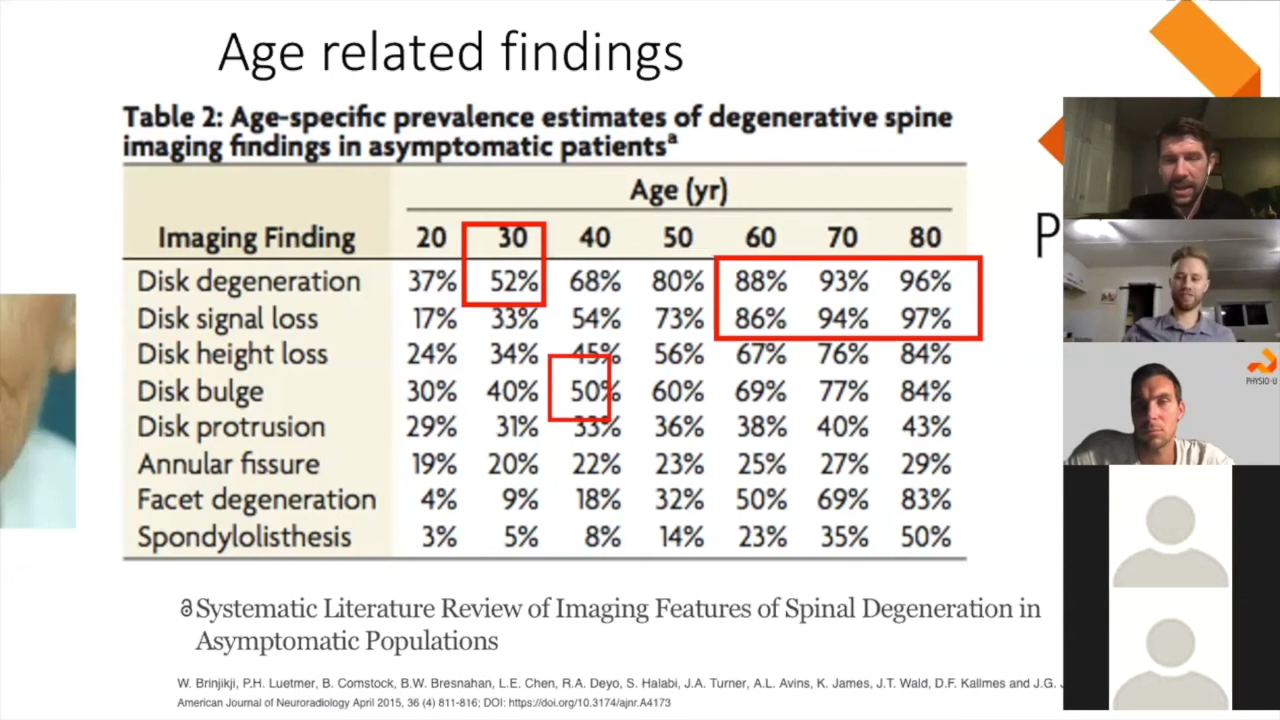 Age related findings
Table 2: Age-specific prevalence estimates of degenerative spine
imaging findings in asymptomatic patientsª
Age (yr)
Imaging Finding 20 30 40 50 60 70 80
Disk degeneration 37% 52% 68% 80% 88% 93% 96%
Disk signal loss 17% 33% 54% 73% 86% 94% 97%
Disk height loss 24% 34% 45% 56% 67% 76% 84%
Disk bulge 30% 40% 50% 60% 69% 77% 84%
Disk protrusion 29% 31% 33% 36% 38% 40% 43%
Annular fissure 19% 20% 22% 23% 25% 27% 29%
Facet degeneration 4% 9% 18% 32% 50% 69% 83%
Spondylolisthesis 3% 5% 8% 14% 23% 35% 50%
Systematic Literature Review of Imaging Features of Spinal Degeneration in
Asymptomatic Populations
W. Brinjikji, P.H. Luetmer, B. Comstock, B.W. Bresnahan, L.E. Chen, R.A. Deyo, S. Halabi, J.A. Turner, A.L. Avins, K. James, J.T. Wald, D.F. Kallmes and J.G. J
American Journal of Neuroradiology April 2015, 36 (4) 811-816; DOI: https://doi.org/10.3174/ajnr.A4173
P
PHYSIO-U